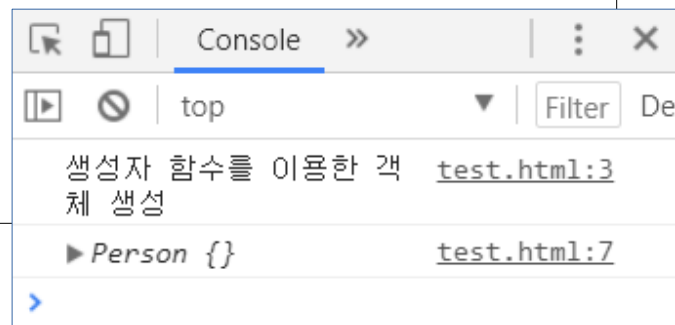 Console »
top ▼ Filter De
생성자 함수를 이용한 객 test.html:3
체 생성
▶Person {} test.html:7
>